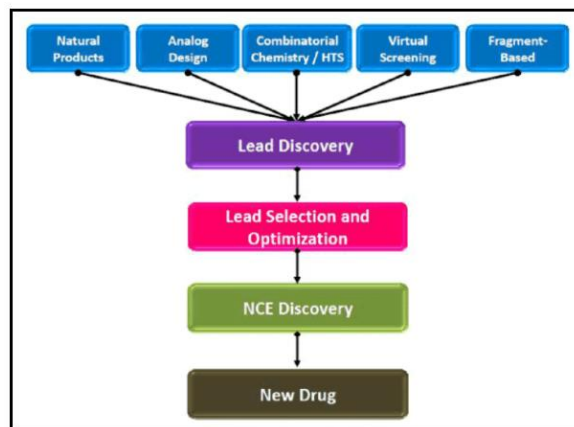 Natural
Products
Analog
Design
Combinatorial
Chemistry / HTS
Virtual
Screening
Fragment-
Based
Lead Discovery
Lead Selection and
Optimization
NCE Discovery
New Drug